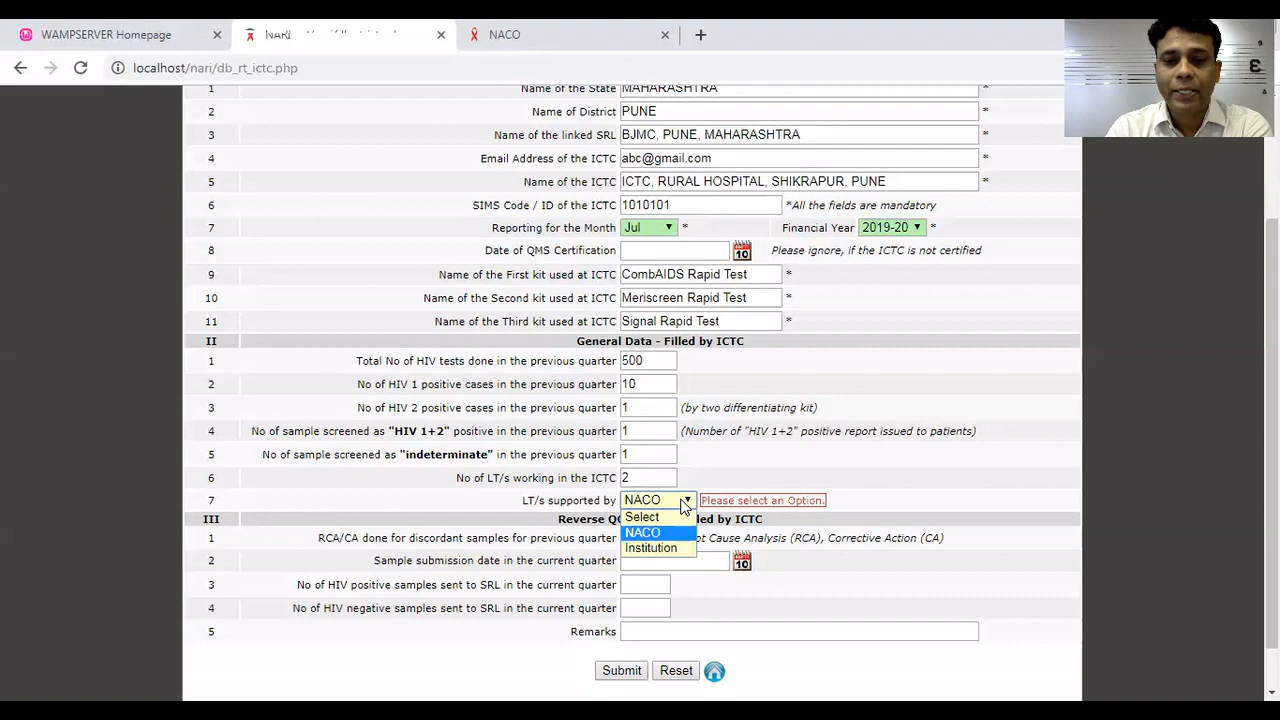 WAMPSERVER Homepage
NACO
localhost/nari/db_rt_ictc.php
1 Name of the State MAHARASHTRA *
2 Name of District PUNE *
3 Name of the linked SRL BJMC, PUNE, MAHARASHTRA *
4 Email Address of the ICTC abc@gmail.com *
5 Name of the ICTC ICTC, RURAL HOSPITAL, SHIKRAPUR, PUNE *
6 SIMS Code / ID of the ICTC 1010101 *All the fields are mandatory
7 Reporting for the Month Jul * Financial Year 2019-20 *
8 Date of QMS Certification 10 Please ignore, if the ICTC is not certified
9 Name of the First kit used at ICTC CombAIDS Rapid Test *
10 Name of the Second kit used at ICTC Meriscreen Rapid Test *
11 Name of the Third kit used at ICTC Signal Rapid Test *
II General Data - Filled by ICTC
1 Total No of HIV tests done in the previous quarter 500
2 No of HIV 1 positive cases in the previous quarter 10
3 No of HIV 2 positive cases in the previous quarter 1 (by two differentiating kit)
4 No of sample screened as "HIV 1+2" positive in the previous quarter 1 (Number of "HIV 1+2" positive report issued to patients)
5 No of sample screened as "indeterminate" in the previous quarter 1
6 No of LT/s working in the ICTC 2
7 LT/s supported by NACO Please select an Option.
Select
III Reverse by ICTC
NACO
1 RCA/CA done for discordant samples for previous quarter Cause Analysis (RCA), Corrective Action (CA)
Institution
2 Sample submission date in the current quarter 10
3 No of HIV positive samples sent to SRL in the current quarter
4 No of HIV negative samples sent to SRL in the current quarter
5 Remarks
Submit Reset